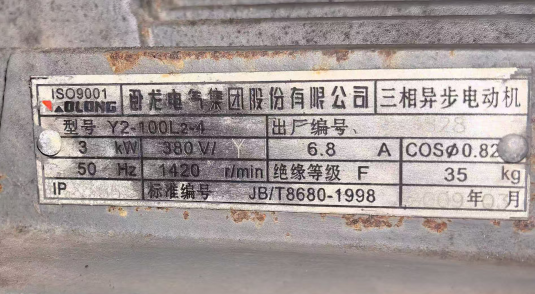 ISO9001 卧龙电气集团股份有限公司 三相异步电动机
WOLONG
型号 Y2-100L2-4 出厂编号
3 kW 380 V/ Y 6.8 A COSØ0.82
50 Hz 1420 r/min 绝缘等级 F 35 kg
IP 标准编号 JB/T8680-1998 年 月